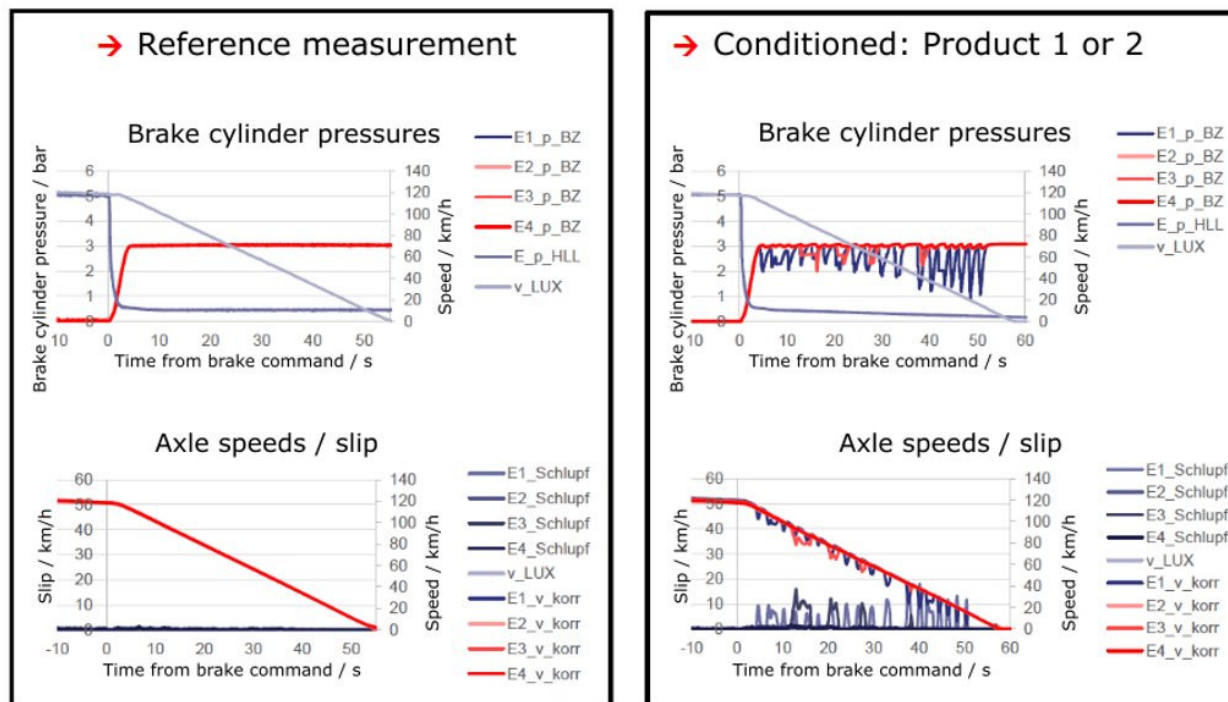 → Reference measurement
Brake cylinder pressures
Brake cylinder pressure / bar
6
5
4
3
2
1
0
140
120
100
80
60
40
20
0
Speed / km/h
10 0 10 20 30 40 50
Time from brake command / s
E1_p_BZ
E2_p_BZ
E3_p_BZ
E4_p_BZ
E_p_HLL
v_LUX
Axle speeds / slip
Slip / km/h
60
50
40
30
20
10
0
140
120
100
80
60
40
20
0
Speed / km/h
-10 0 10 20 30 40 50
Time from brake command / s
E1_Schlupf
E2_Schlupf
E3_Schlupf
E4_Schlupf
v_LUX
E1_v_korr
E2_v_korr
E3_v_korr
E4_v_korr
→ Conditioned: Product 1 or 2
Brake cylinder pressures
Brake cylinder pressure / bar
6
5
4
3
2
1
0
140
120
100
80
60
40
20
0
Speed / km/h
-10 0 10 20 30 40 50 60
Time from brake command / s
E1_p_BZ
E2_p_BZ
E3_p_BZ
E4_p_BZ
E_p_HLL
v_LUX
Axle speeds / slip
Slip / km/h
60
50
40
30
20
10
0
140
120
100
80
60
40
20
0
Speed / km/h
-10 0 10 20 30 40 50 60
Time from brake command / s
E1_Schlupf
E2_Schlupf
E3_Schlupf
E4_Schlupf
v_LUX
E1_v_korr
E2_v_korr
E3_v_korr
E4_v_korr